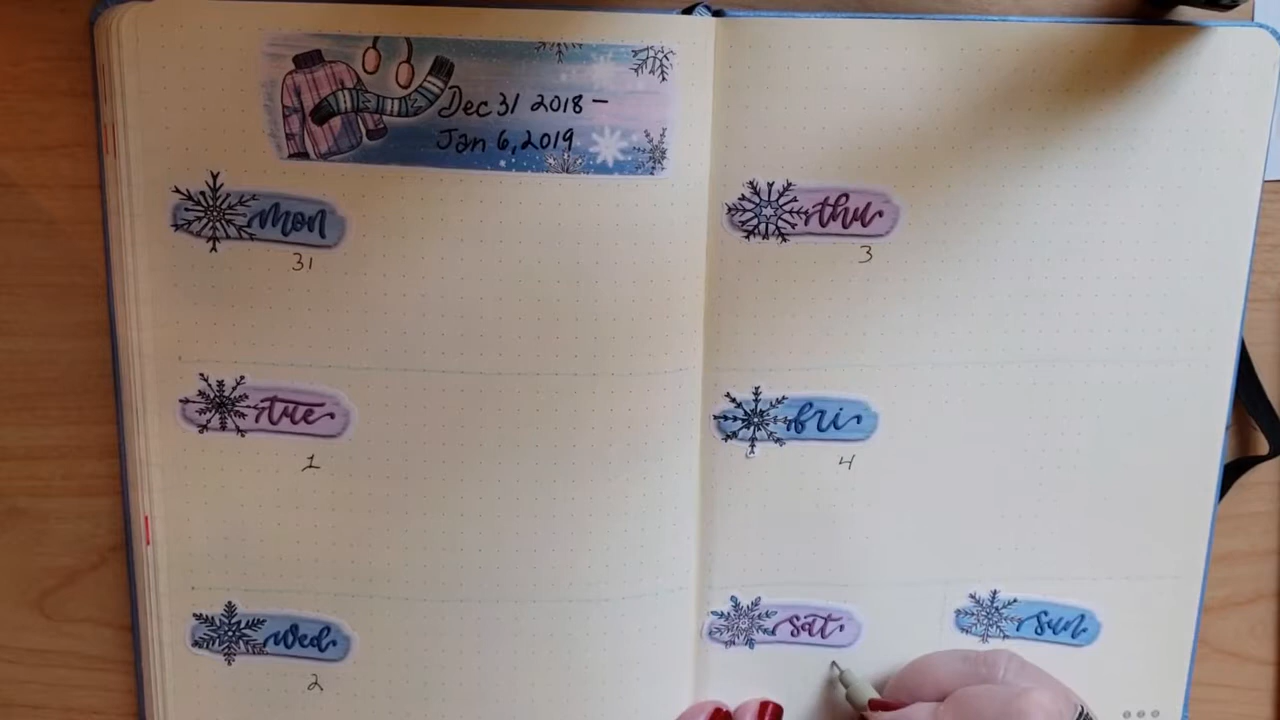 Dec 31 2018 -
Jan 6, 2019
mon
31
tue
1
wed
2
thu
3
fri
4
sat
sun